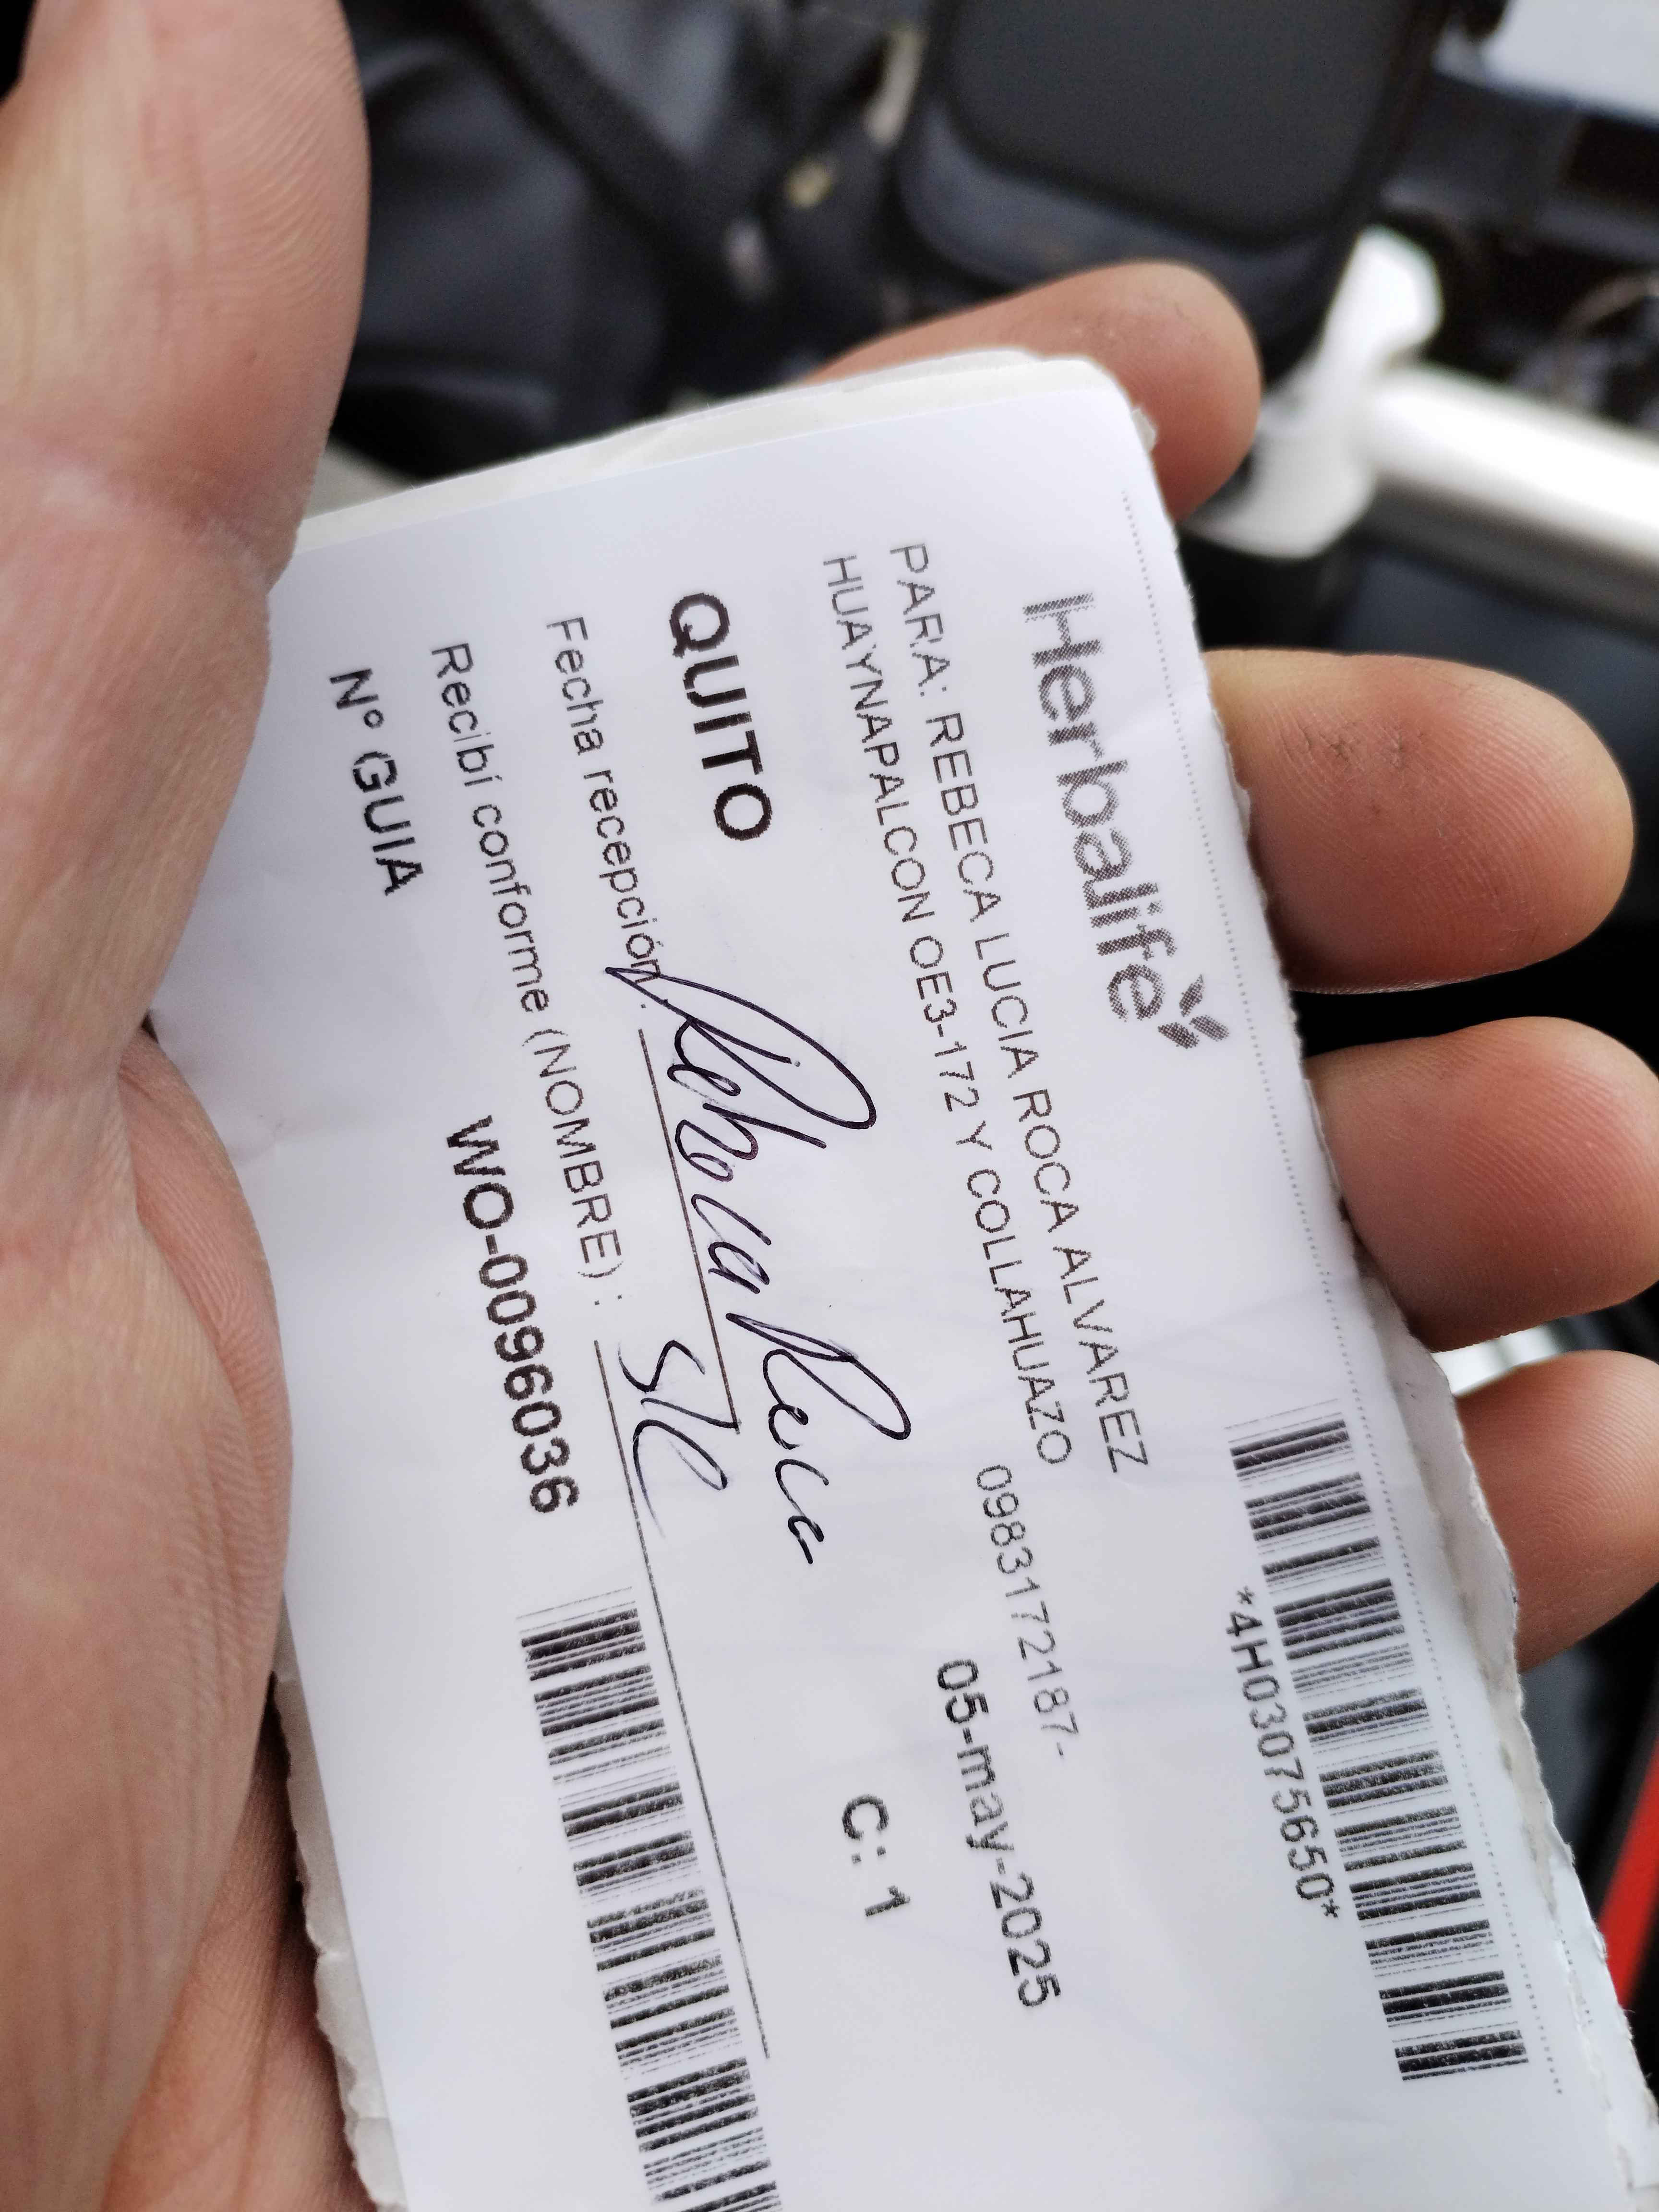 Herbalife
*4H03075650*
PARA: REBECA LUCIA ROCA ALVAREZ
HUAYNAPALCON OE3-172 Y COLLAHUAZO
0983172187-
05-may-2025
QUITO
C: 1
Fecha recepción: Rebeca Roca
Recibí conforme (NOMBRE) :
Nº GUIA WO-0096036